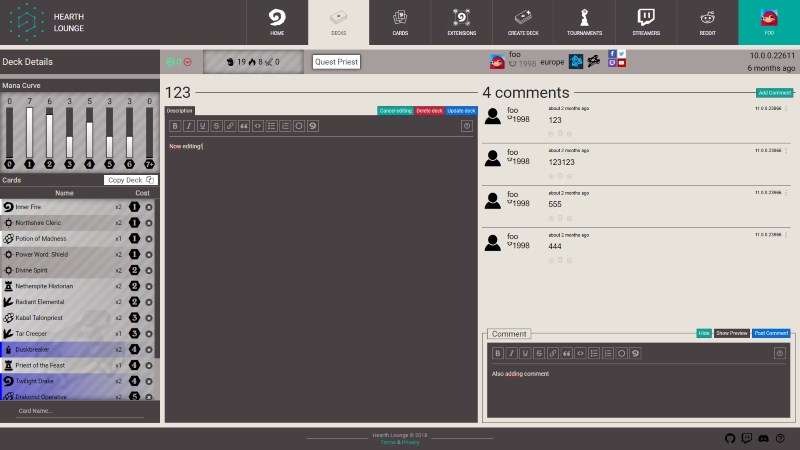 HEARTH
LOUNGE
HOME
DECKS
CARDS
EXTENSIONS
CREATE DECK
TOURNAMENTS
STREAMERS
REDDIT
FOO
Deck Details
0
19 8 0
Quest Priest
foo
1998 europe
10.0.0.22611
6 months ago
Mana Curve
0 7 6 3 5 3 3 0
0 1 2 3 4 5 6 7+
Cards
Copy Deck
Name Cost
Inner Fire x2 1
Northshire Cleric x2 1
Potion of Madness x1 1
Power Word: Shield x2 1
Divine Spirit x2 2
Netherspite Historian x2 2
Radiant Elemental x2 2
Kabal Talonpriest x2 3
Tar Creeper x1 3
Duskbreaker x2 4
Priest of the Feast x1 4
Twilight Drake x2 4
Drakonid Operative x2 5
Card Name...
123
Description
Cancel editing
Delete deck
Update deck
B I U S
Now editing!
4 comments
Add Comment
foo
1998
about 2 months ago
11.0.0.23966
123
0
foo
1998
about 2 months ago
11.0.0.23966
123123
0
foo
1998
about 2 months ago
11.0.0.23966
555
0
foo
1998
about 2 months ago
11.0.0.23966
444
0
Comment
Hide
Show Preview
Post Comment
B I U S
Also adding comment
Hearth Lounge © 2018
Terms & Privacy